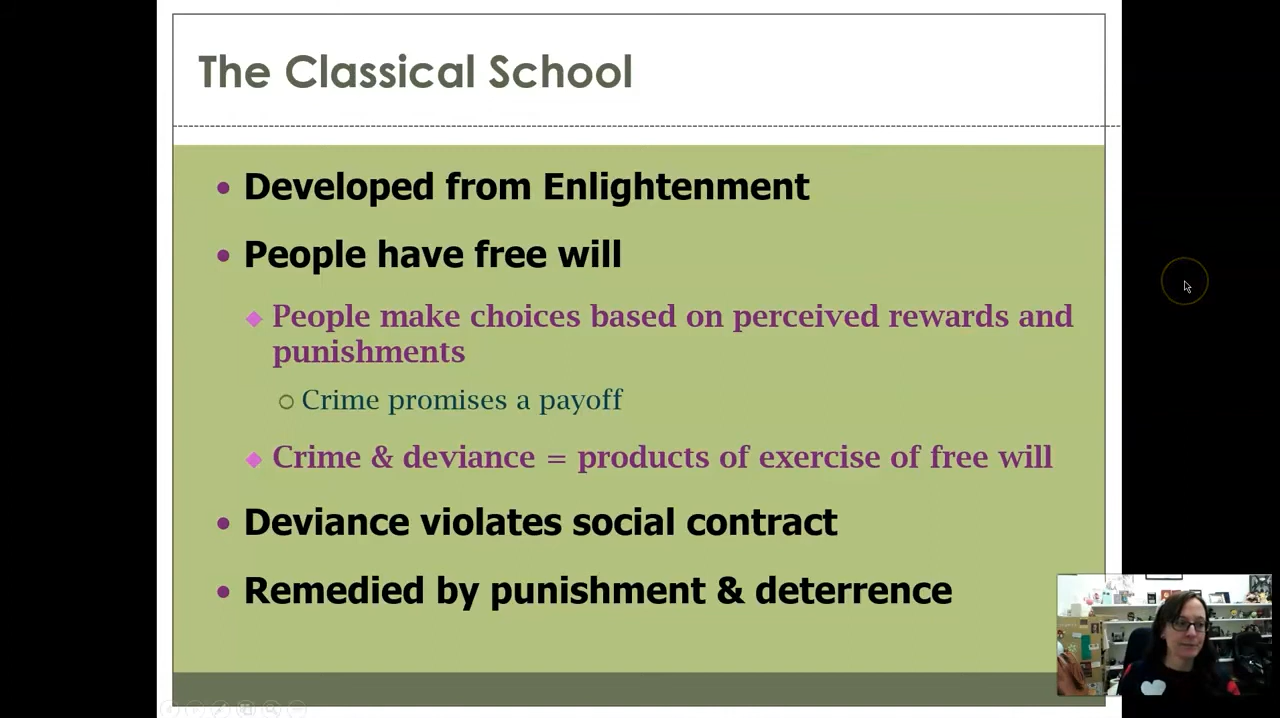 The Classical School
Developed from Enlightenment
People have free will
People make choices based on perceived rewards and
punishments
Crime promises a payoff
Crime & deviance = products of exercise of free will
Deviance violates social contract
Remedied by punishment & deterrence